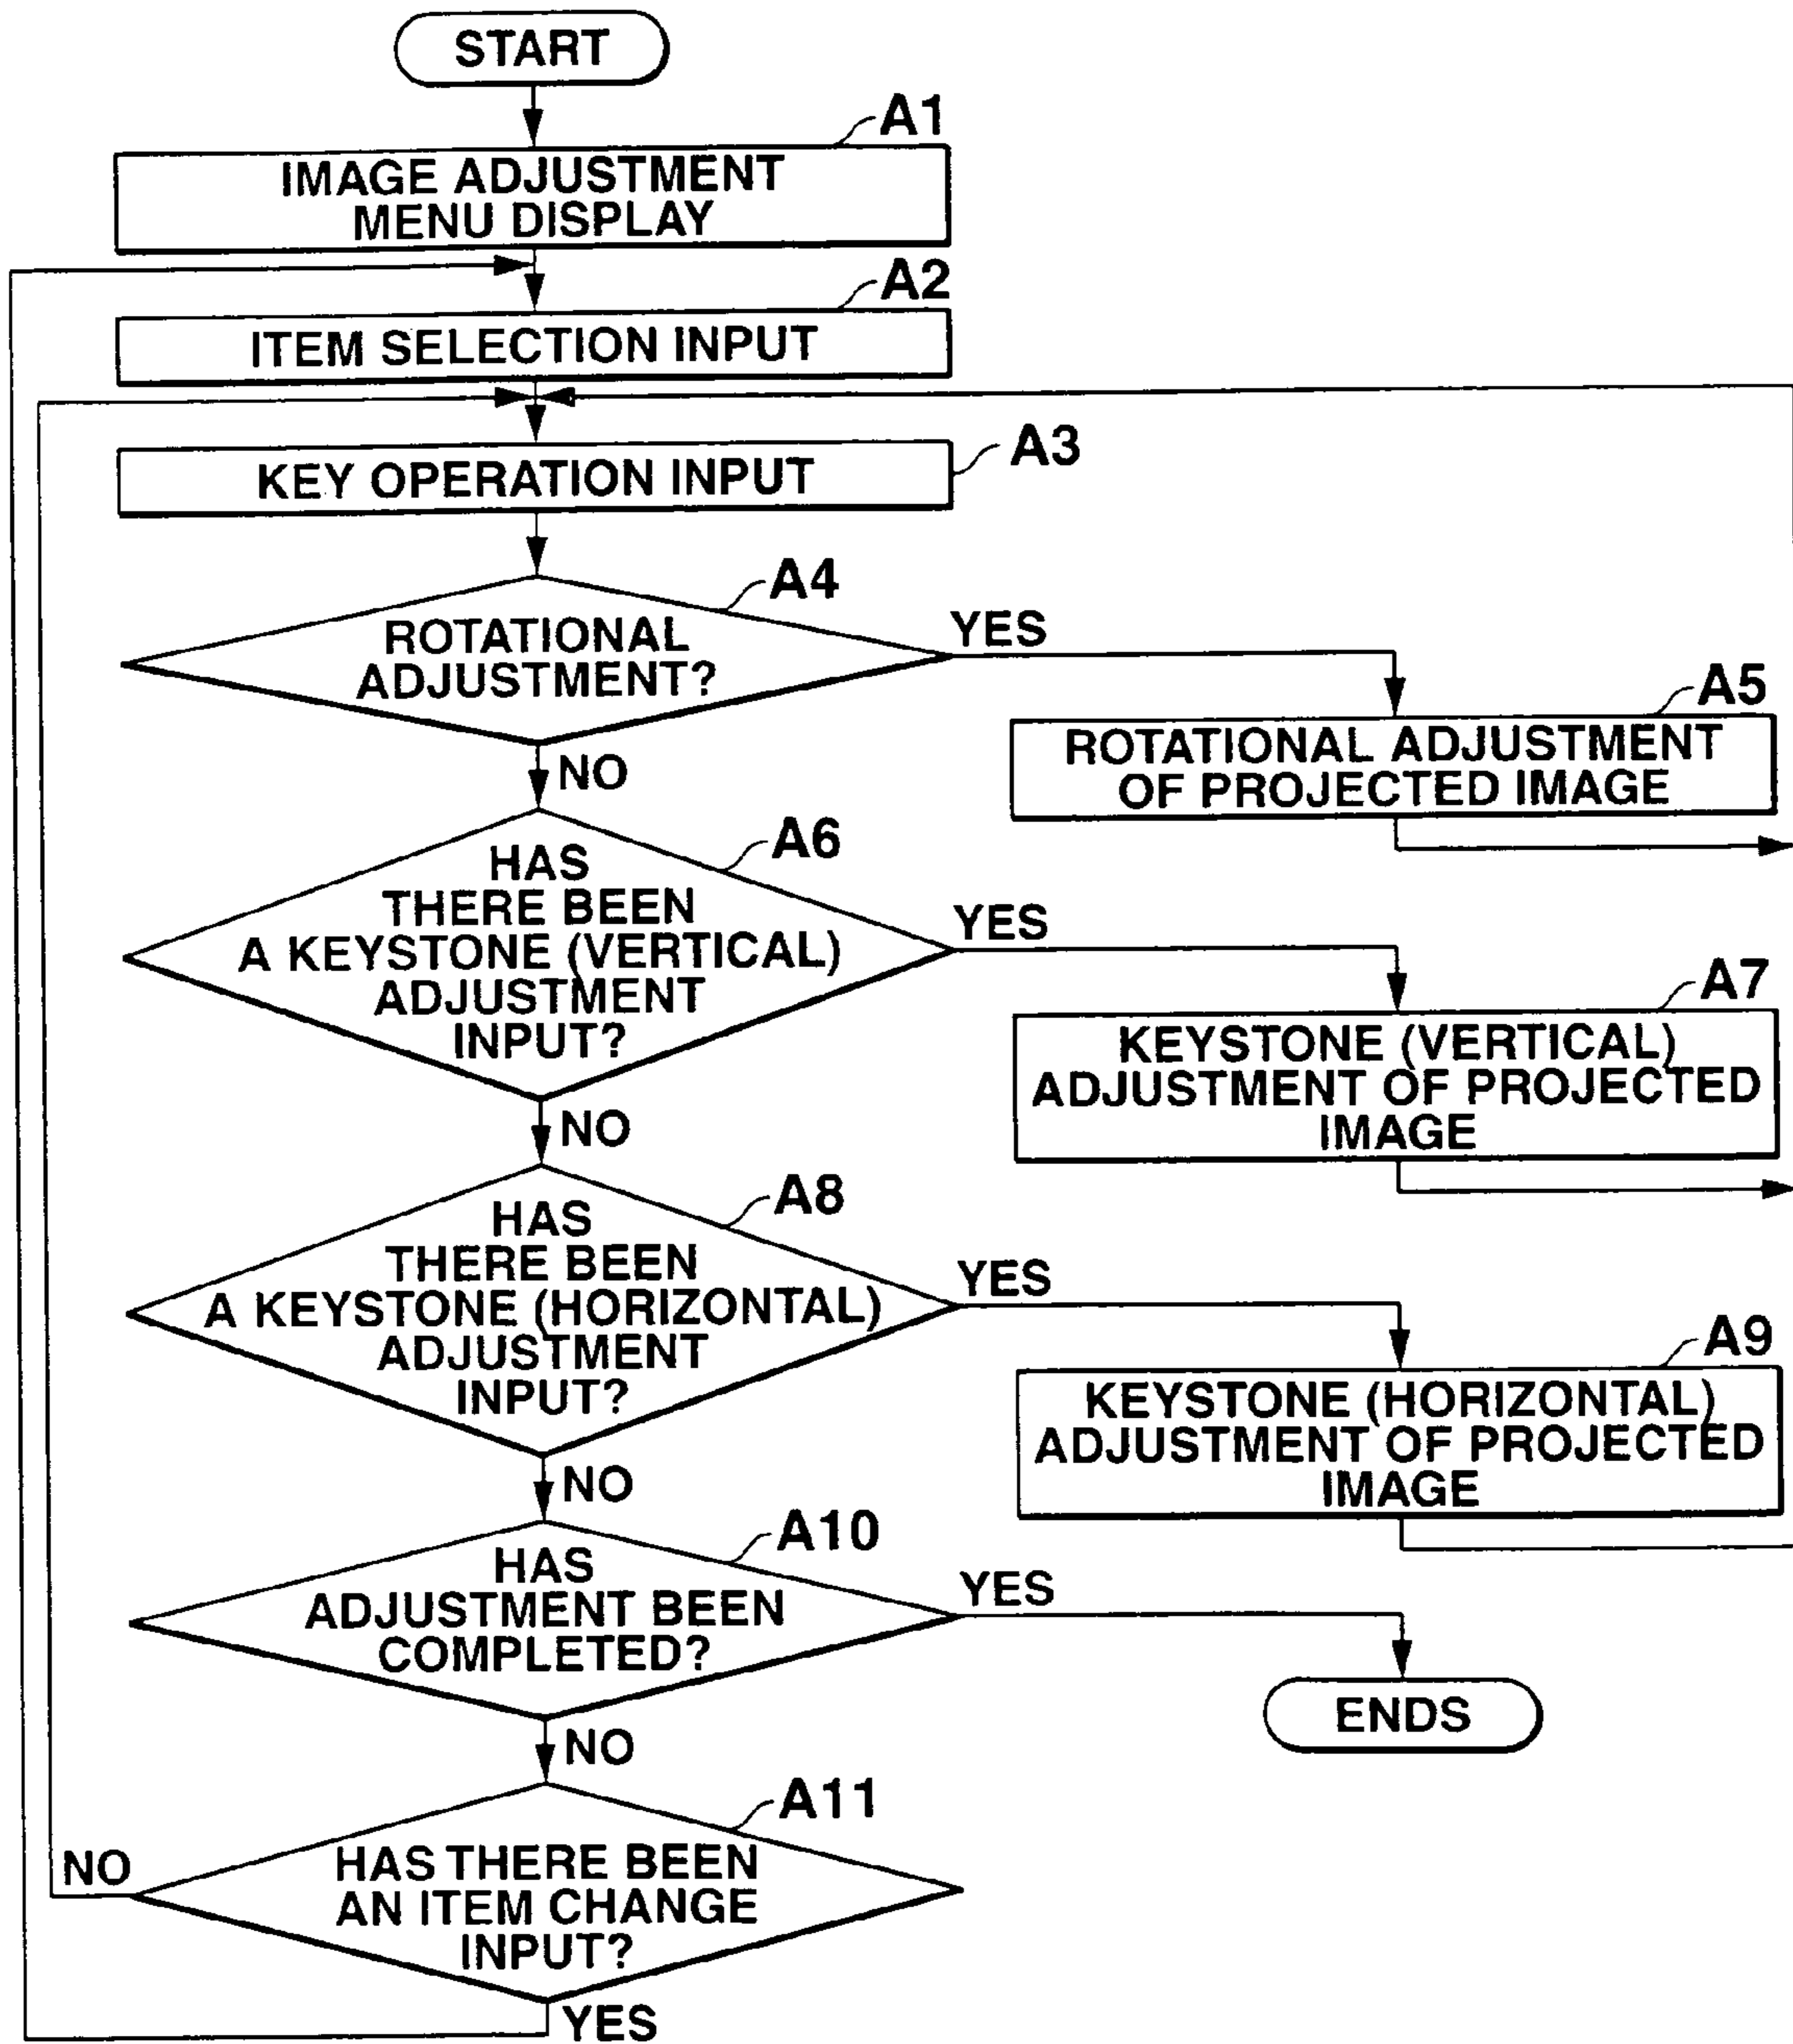 START
A1
IMAGE ADJUSTMENT
MENU DISPLAY
A2
ITEM SELECTION INPUT
A3
KEY OPERATION INPUT
A4
ROTATIONAL
ADJUSTMENT?
YES
A5
ROTATIONAL ADJUSTMENT
OF PROJECTED IMAGE
NO
A6
HAS
THERE BEEN
A KEYSTONE (VERTICAL)
ADJUSTMENT
INPUT?
YES
A7
KEYSTONE (VERTICAL)
ADJUSTMENT OF PROJECTED
IMAGE
NO
A8
HAS
THERE BEEN
A KEYSTONE (HORIZONTAL)
ADJUSTMENT
INPUT?
YES
A9
KEYSTONE (HORIZONTAL)
ADJUSTMENT OF PROJECTED
IMAGE
NO
A10
HAS
ADJUSTMENT BEEN
COMPLETED?
YES
ENDS
NO
A11
HAS THERE BEEN
AN ITEM CHANGE
INPUT?
NO
YES